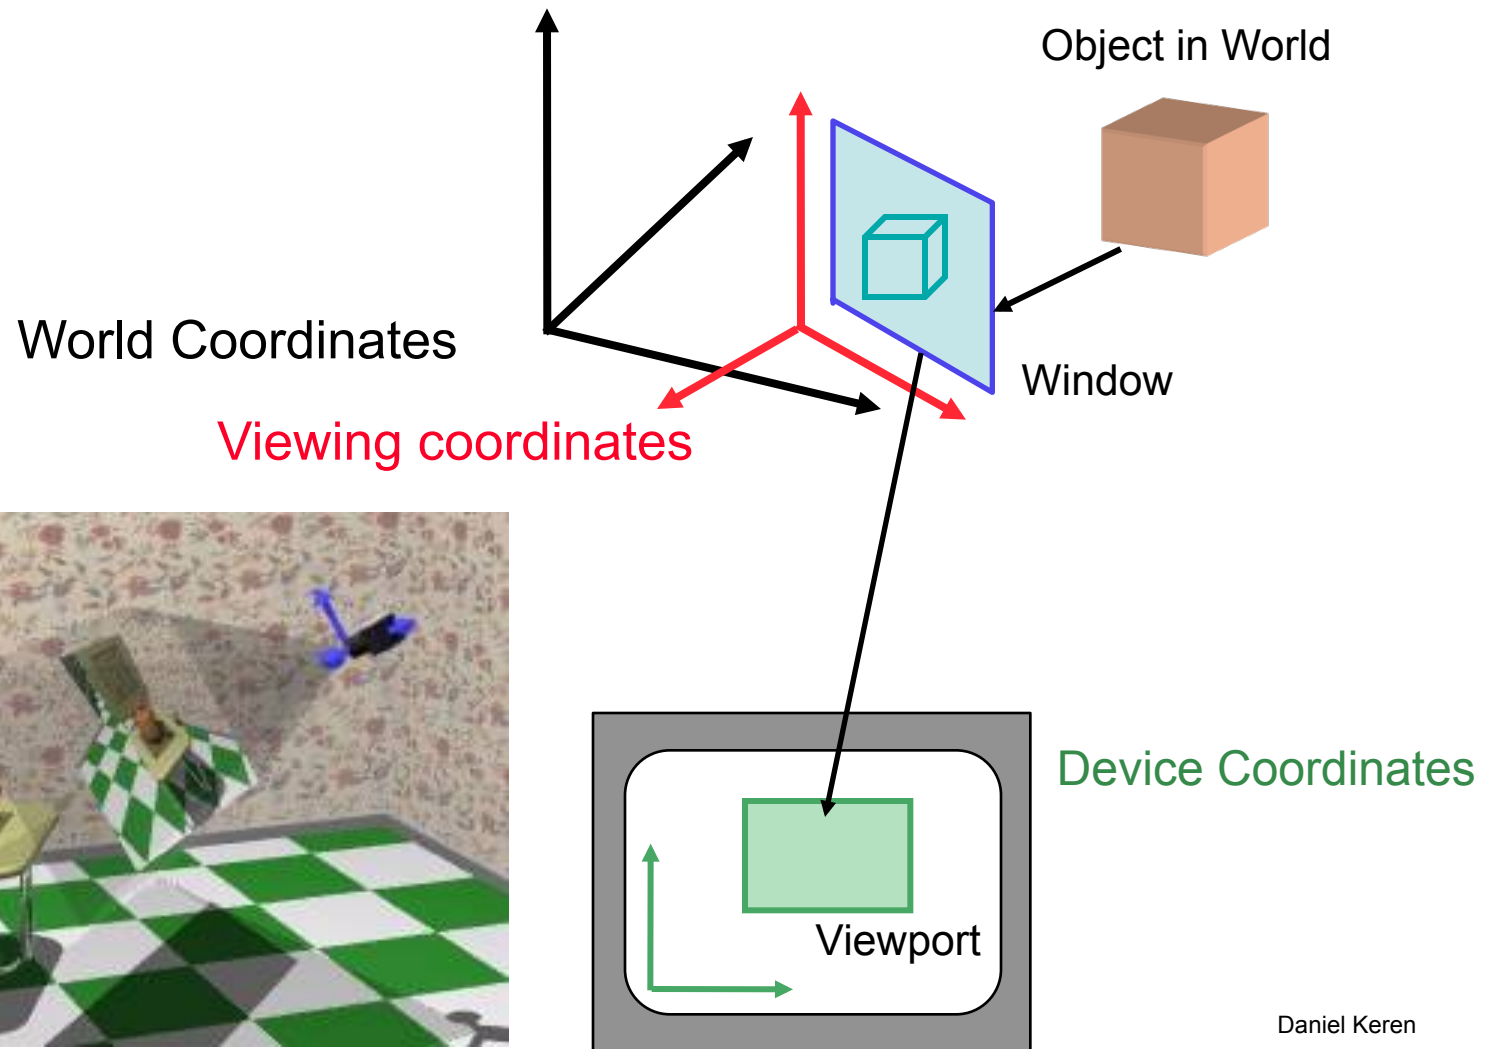 Object in World
World Coordinates
Window
Viewing coordinates
Device Coordinates
Viewport
Daniel Keren